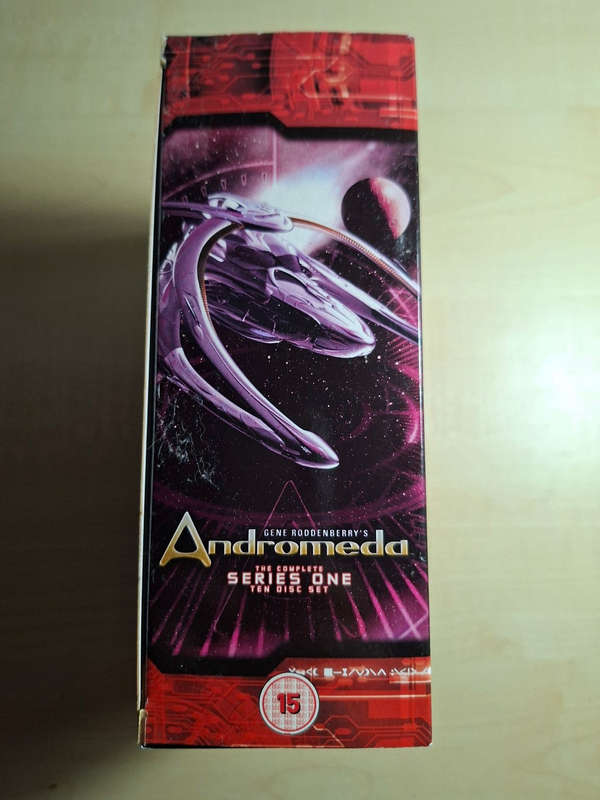 GENE RODDENBERRY'S
Andromeda
THE COMPLETE
SERIES ONE
TEN DISC SET
15